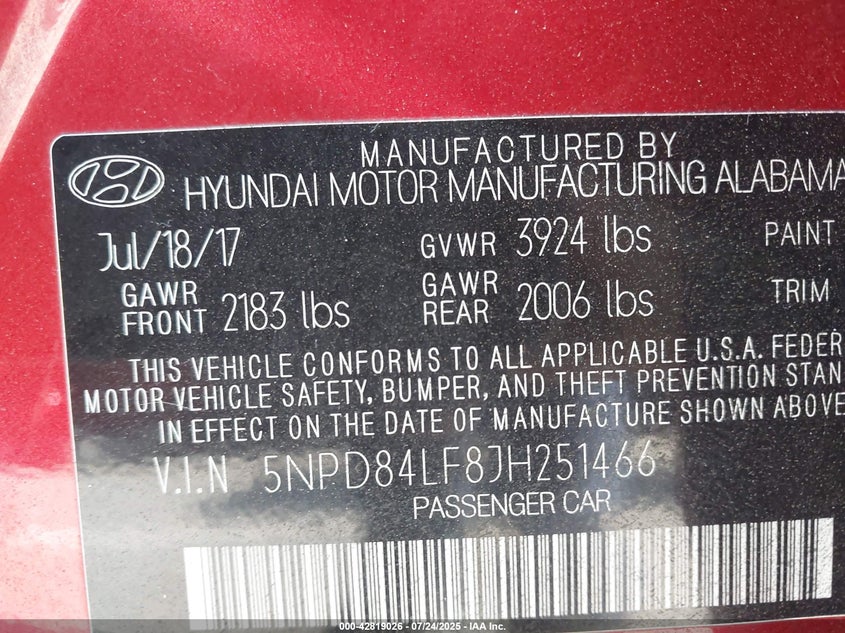 MANUFACTURED BY
HYUNDAI MOTOR MANUFACTURING ALABAMA
Jul/18/17 GVWR 3924 lbs PAINT
GAWR FRONT 2183 lbs GAWR REAR 2006 lbs TRIM
THIS VEHICLE CONFORMS TO ALL APPLICABLE U.S.A. FEDER
MOTOR VEHICLE SAFETY, BUMPER, AND THEFT PREVENTION STAN
IN EFFECT ON THE DATE OF MANUFACTURE SHOWN ABOVE
V.I.N 5NPD84LF8JH251466
PASSENGER CAR
000-42819026 - 07/24/2025 - IAA Inc.